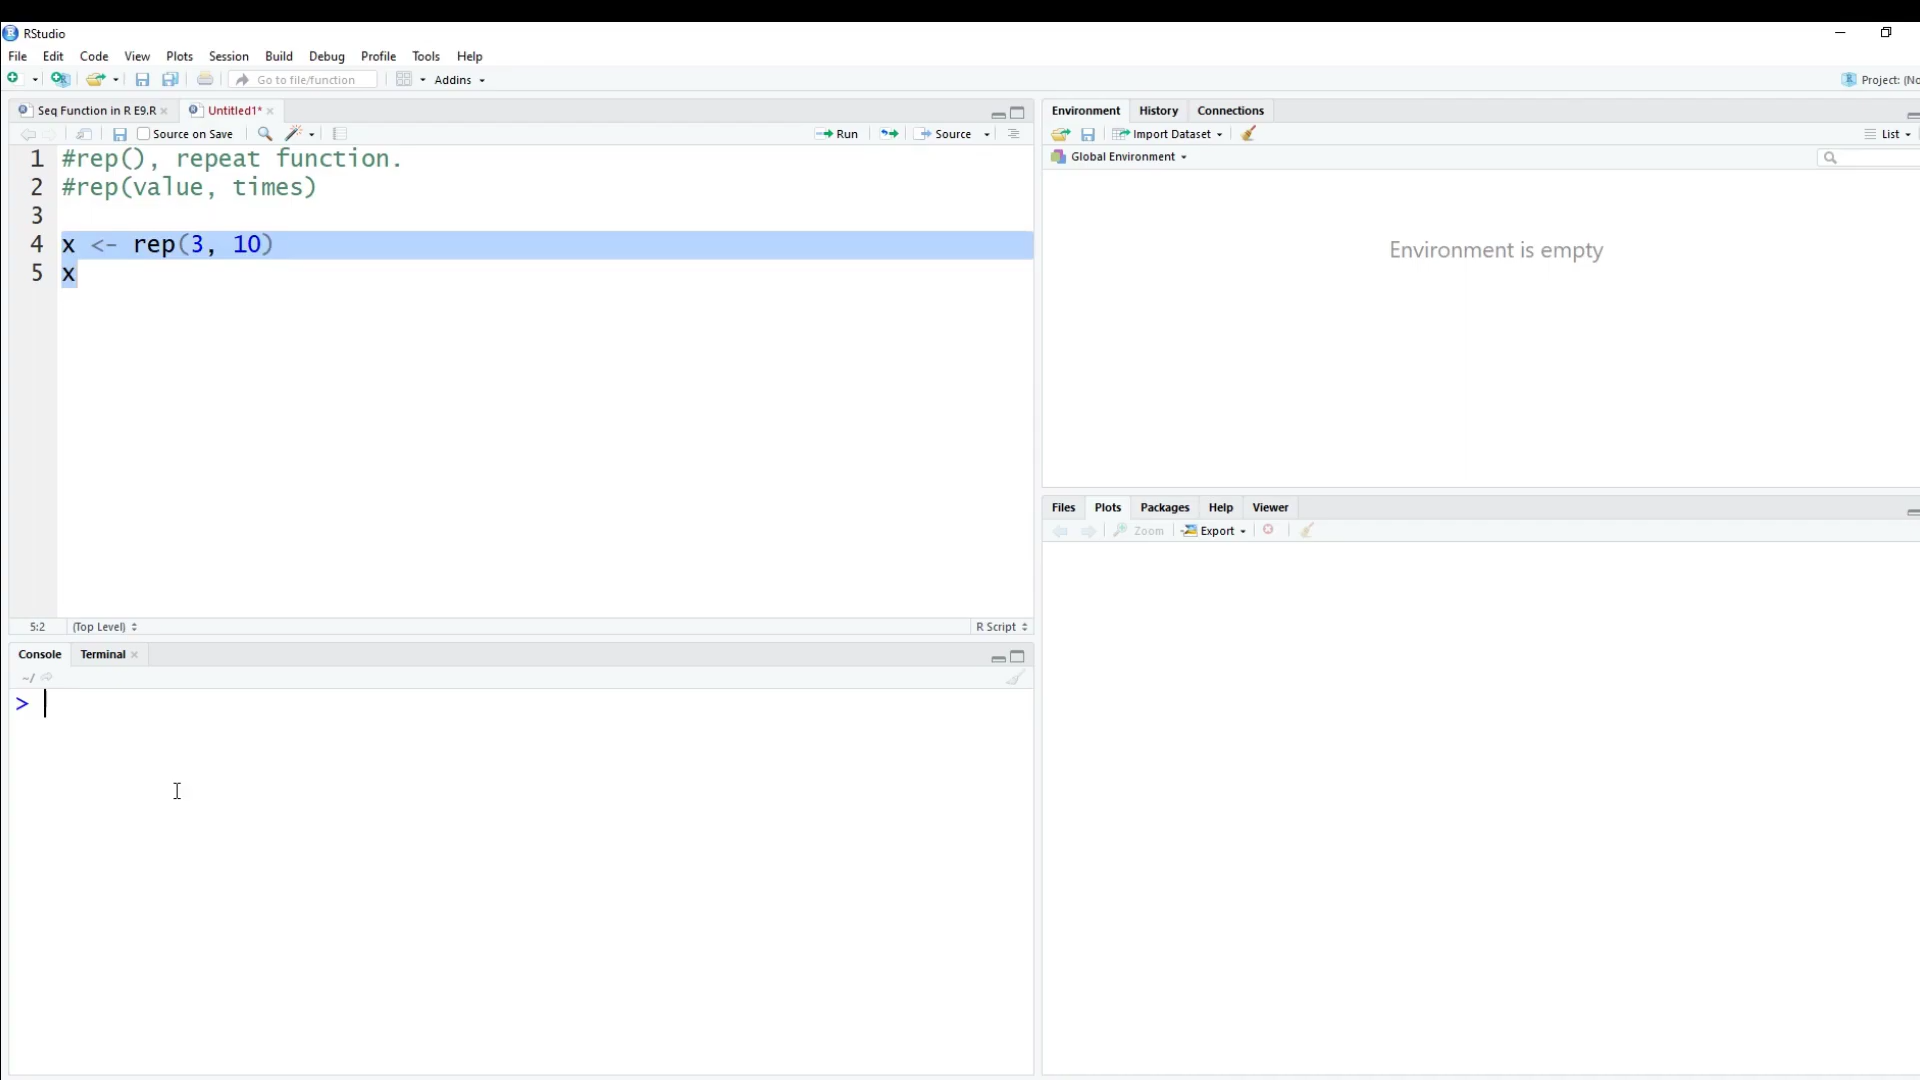 RStudio
File Edit Code View Plots Session Build Debug Profile Tools Help
Go to file/function Addins Project: (No
Seq Function in R E9.R Untitled1*
Source on Save Run Source
1 #rep(), repeat function.
2 #rep(value, times)
3
4 x <- rep(3, 10)
5 x
5:2 (Top Level) R Script
Console Terminal
~/
>
Environment History Connections
Import Dataset List
Global Environment
Environment is empty
Files Plots Packages Help Viewer
Zoom Export